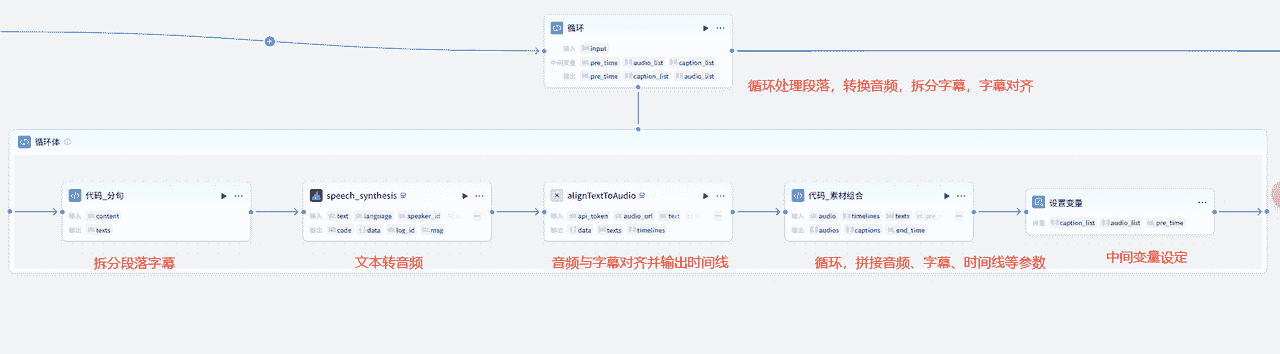 循环
输入 input
中间变量 pre_time audio_list caption_list
输出 pre_time caption_list audio_list
循环处理段落，转换音频，拆分字幕，字幕对齐
循环体
代码_分句
输入 content
输出 texts
拆分段落字幕
speech_synthesis
输入 text language speaker_id
输出 code data log_id msg
文本转音频
alignTextToAudio
输入 api_token audio_url text
输出 data texts timelines
音频与字幕对齐并输出时间线
代码_素材组合
输入 audio timelines texts pre_
输出 audios captions end_time
循环，拼接音频、字幕、时间线等参数
设置变量
caption_list audio_list pre_time
中间变量设定